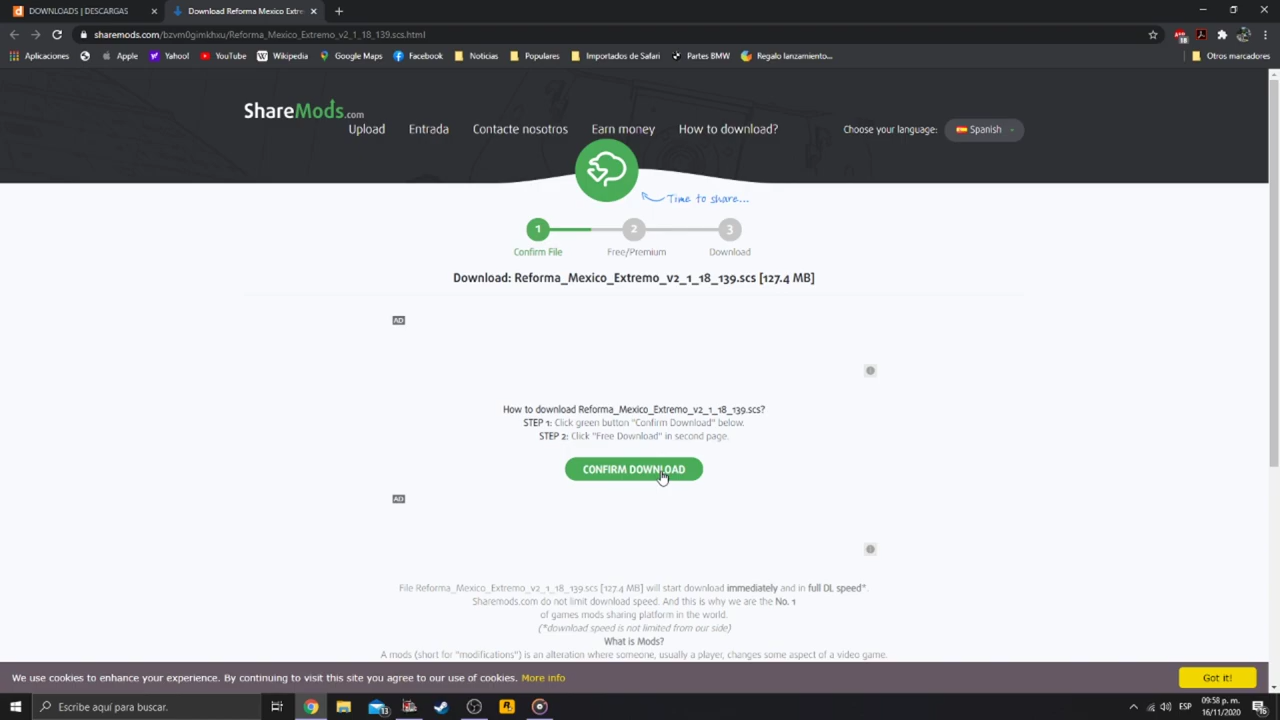 DOWNLOADS | DESCARGAS
Download Reforma Mexico Extrem
sharemods.com/bzvm0gimkhxu/Reforma_Mexico_Extremo_v2_1_18_139.scs.html
Aplicaciones Apple Yahoo! YouTube Wikipedia Google Maps Facebook Noticias Populares Importados de Safari Partes BMW Regalo lanzamiento... Otros marcadores
ShareMods.com
Upload Entrada Contacte nosotros Earn money How to download? Choose your language: Spanish
Time to share...
1 2 3
Confirm File Free/Premium Download
Download: Reforma_Mexico_Extremo_v2_1_18_139.scs [127.4 MB]
AD
How to download Reforma_Mexico_Extremo_v2_1_18_139.scs?
STEP 1: Click green button "Confirm Download" below.
STEP 2: Click "Free Download" in second page.
CONFIRM DOWNLOAD
AD
File Reforma_Mexico_Extremo_v2_1_18_139.scs [127.4 MB] will start download immediately and in full DL speed*.
Sharemods.com do not limit download speed. And this is why we are the No. 1
of games mods sharing platform in the world.
(*download speed is not limited from our side)
What is Mods?
A mods (short for "modifications") is an alteration where someone, usually a player, changes some aspect of a video game.
We use cookies to enhance your experience. By continuing to visit this site you agree to our use of cookies. More info Got it!
Escribe aquí para buscar. 13 ESP 09:58 p. m.
16/11/2020 16